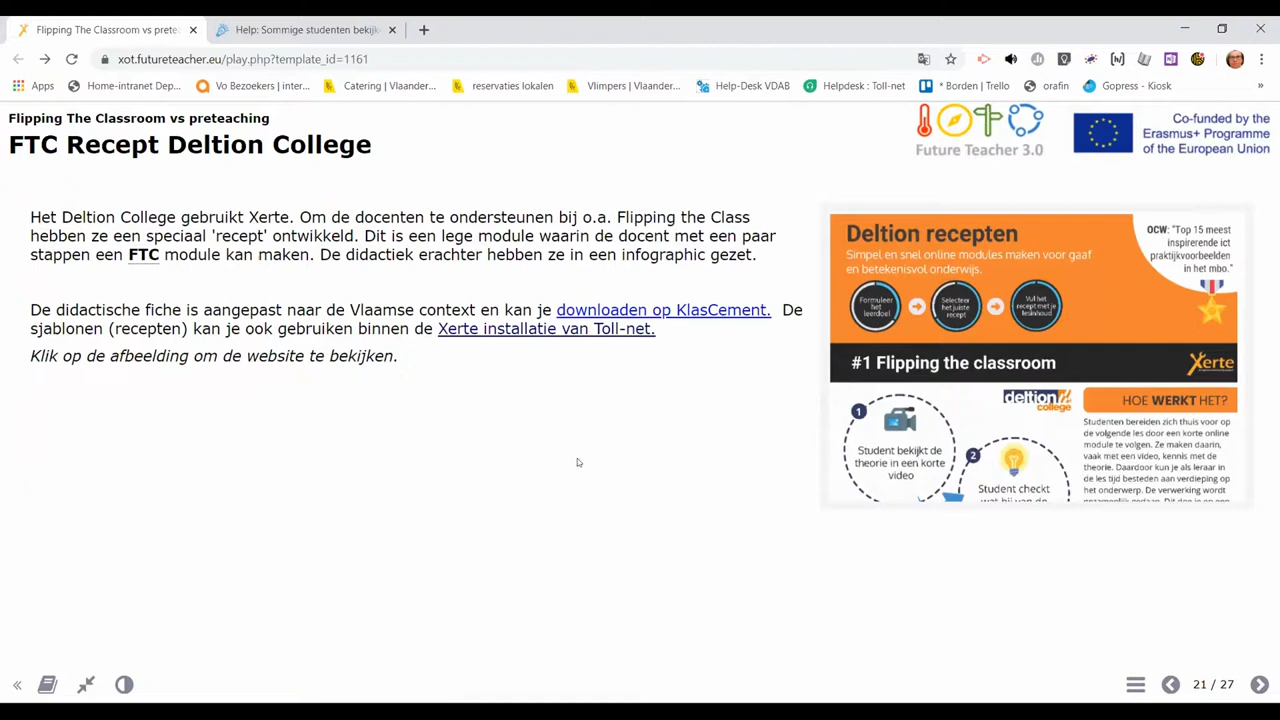 Flipping The Classroom vs prete
Help: Sommige studenten bekijk
xot.futureteacher.eu/play.php?template_id=1161
Apps
Home-intranet Dep...
Vo Bezoekers | inter...
Catering | Vlaander...
reservaties lokalen
Vlimpers | Vlaander...
Help-Desk VDAB
Helpdesk : Toll-net
* Borden | Trello
orafin
Gopress - Kiosk
»
Flipping The Classroom vs preteaching
FTC Recept Deltion College
Future Teacher 3.0
Co-funded by the
Erasmus+ Programme
of the European Union
Het Deltion College gebruikt Xerte. Om de docenten te ondersteunen bij o.a. Flipping the Class
hebben ze een speciaal 'recept' ontwikkeld. Dit is een lege module waarin de docent met een paar
stappen een FTC module kan maken. De didactiek erachter hebben ze in een infographic gezet.
De didactische fiche is aangepast naar de Vlaamse context en kan je downloaden op KlasCement. De
sjablonen (recepten) kan je ook gebruiken binnen de Xerte installatie van Toll-net.
Klik op de afbeelding om de website te bekijken.
Deltion recepten
Simpel en snel online modules maken voor gaaf
en betekenisvol onderwijs.
OCW: "Top 15 meest
inspirerende ict
praktijkvoorbeelden
in het mbo."
Formuleer
het
leerdoel
Selecteer
het juiste
recept
Vul het
recept met je
lesinhoud
#1 Flipping the classroom
Xerte
deltion
college
HOE WERKT HET?
1
Student bekijkt de
theorie in een korte
video
2
Student checkt
Studenten bereiden zich thuis voor op
de volgende les door een korte online
module te volgen. Ze maken daarin,
vaak met een video, kennis met de
theorie. Daardoor kun je als leraar in
de les tijd besteden aan verdieping op
het onderwerp. De verwerking wordt
21 / 27